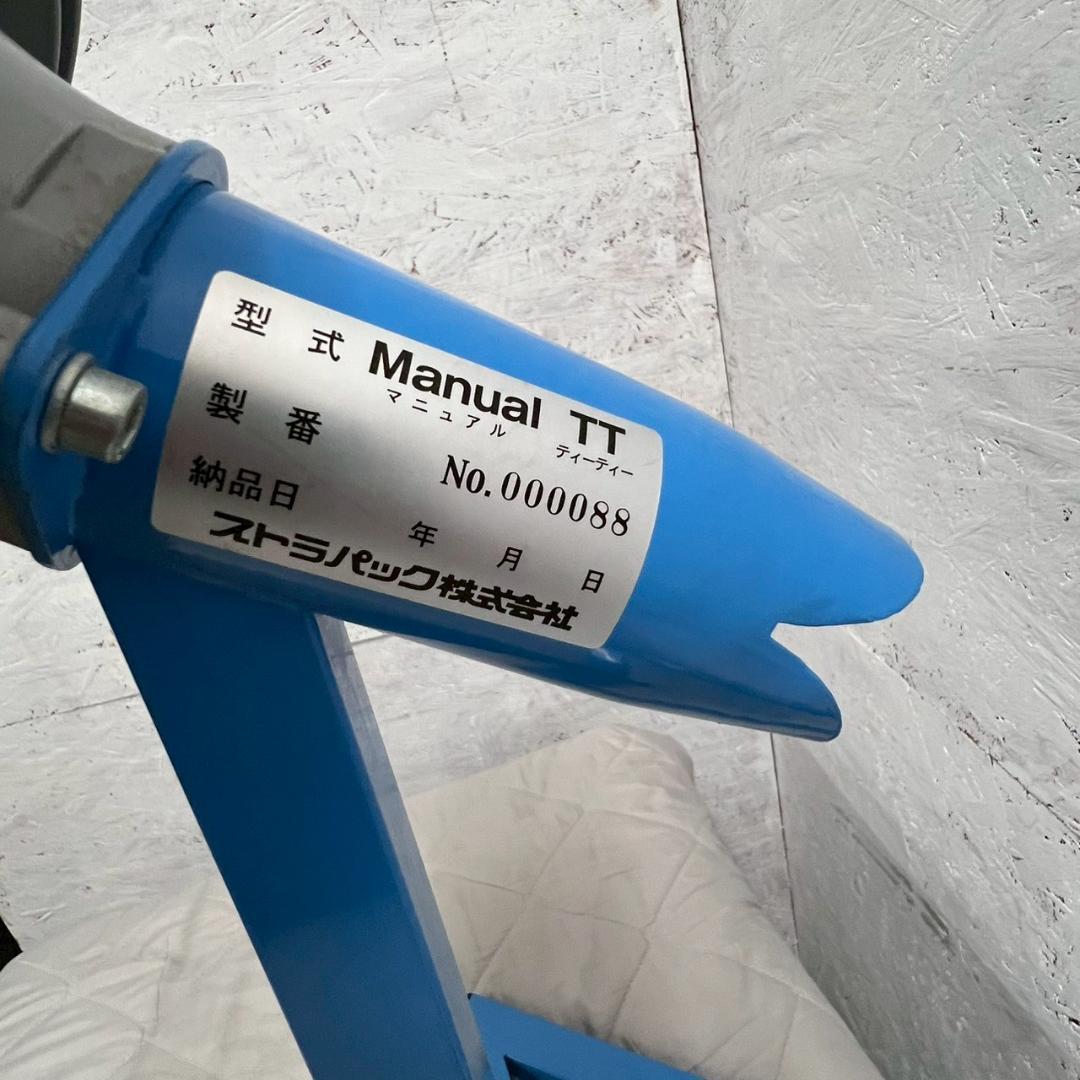 型式 Manual TT
マニュアル ティーティー
製番 No.000088
納品日 年 月 日
ストラパック株式会社